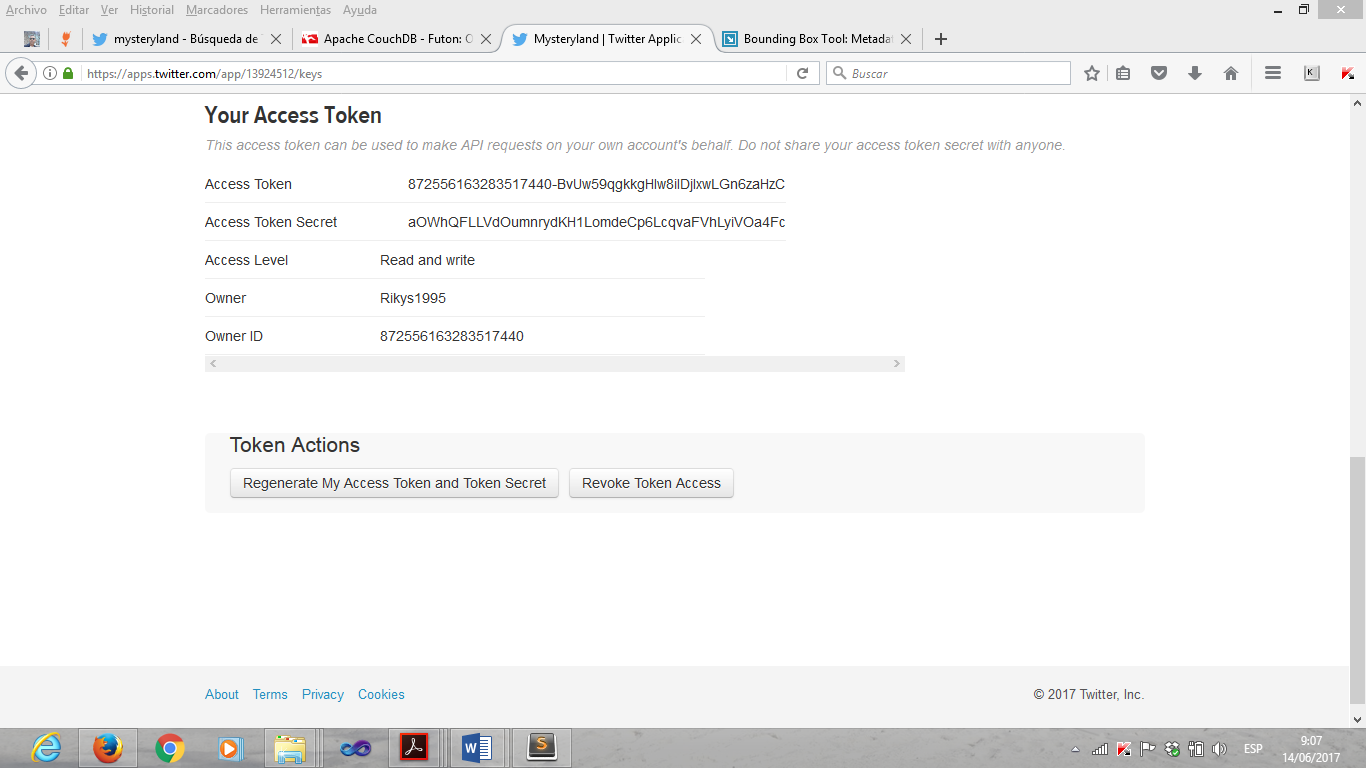 Archivo Editar Ver Historial Marcadores Herramientas Ayuda
mysteryland - Búsqueda de
Apache CouchDB - Futon: O
Mysteryland | Twitter Applic
Bounding Box Tool: Metada
https://apps.twitter.com/app/13924512/keys
Buscar
Your Access Token
This access token can be used to make API requests on your own account's behalf. Do not share your access token secret with anyone.
Access Token
Access Token Secret
Access Level Read and write
Owner Rikys1995
Owner ID 872556163283517440
Token Actions
Regenerate My Access Token and Token Secret Revoke Token Access
About Terms Privacy Cookies © 2017 Twitter, Inc.
ESP
9:07
14/06/2017